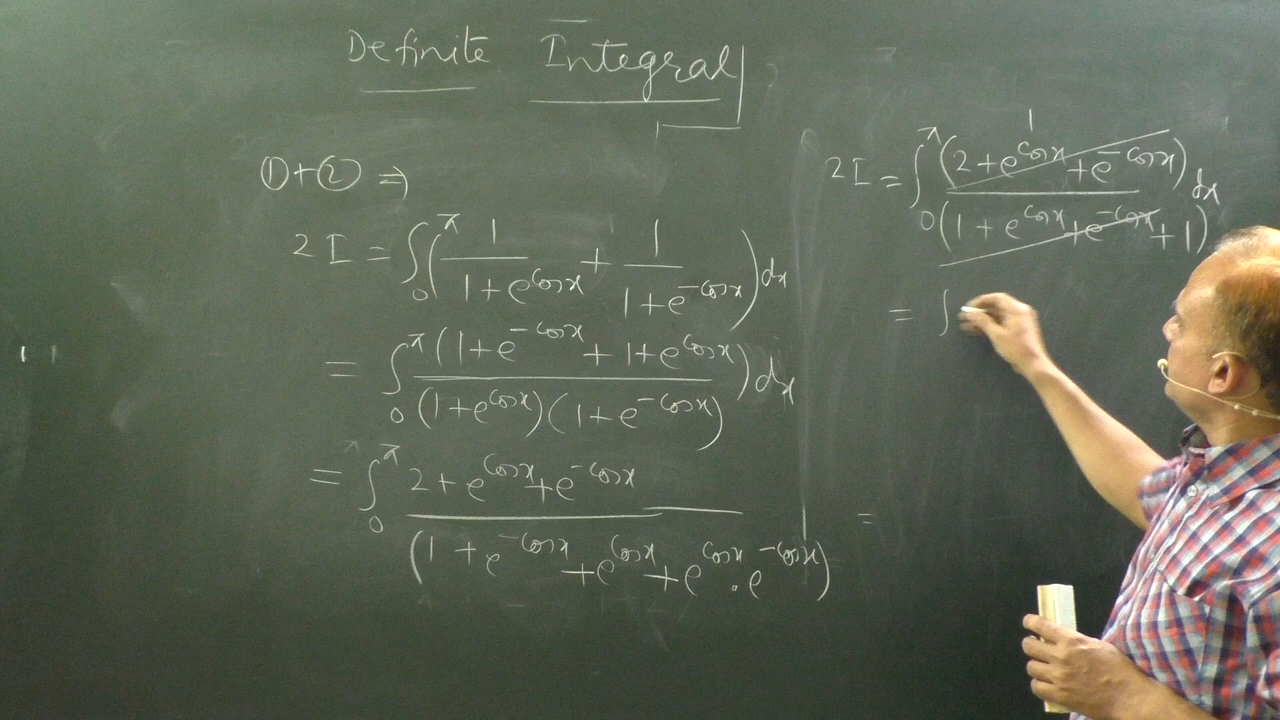 Definite Integral
①+② ⇒
2I = ∫₀^π (1/(1+e^(cosx)) + 1/(1+e^(-cosx))) dx
= ∫₀^π ((1+e^(-cosx) + 1+e^(cosx)) / ((1+e^(cosx))(1+e^(-cosx)))) dx
= ∫₀^π (2+e^(cosx)+e^(-cosx)) / (1+e^(-cosx)+e^(cosx)+e^(cosx).e^(-cosx))
1
2I = ∫₀^π (2+e^(cosx)+e^(-cosx)) / (1+e^(cosx)+e^(-cosx)+1) dx
= ∫
=